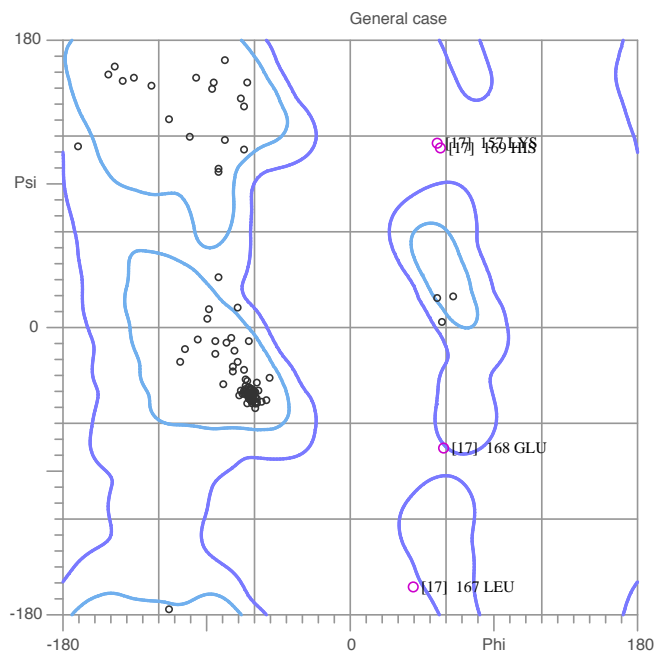 General case
180
[17] 157 LYS
[17] 169 HIS
Psi
0
[17] 168 GLU
[17] 167 LEU
-180
-180 0 Phi 180